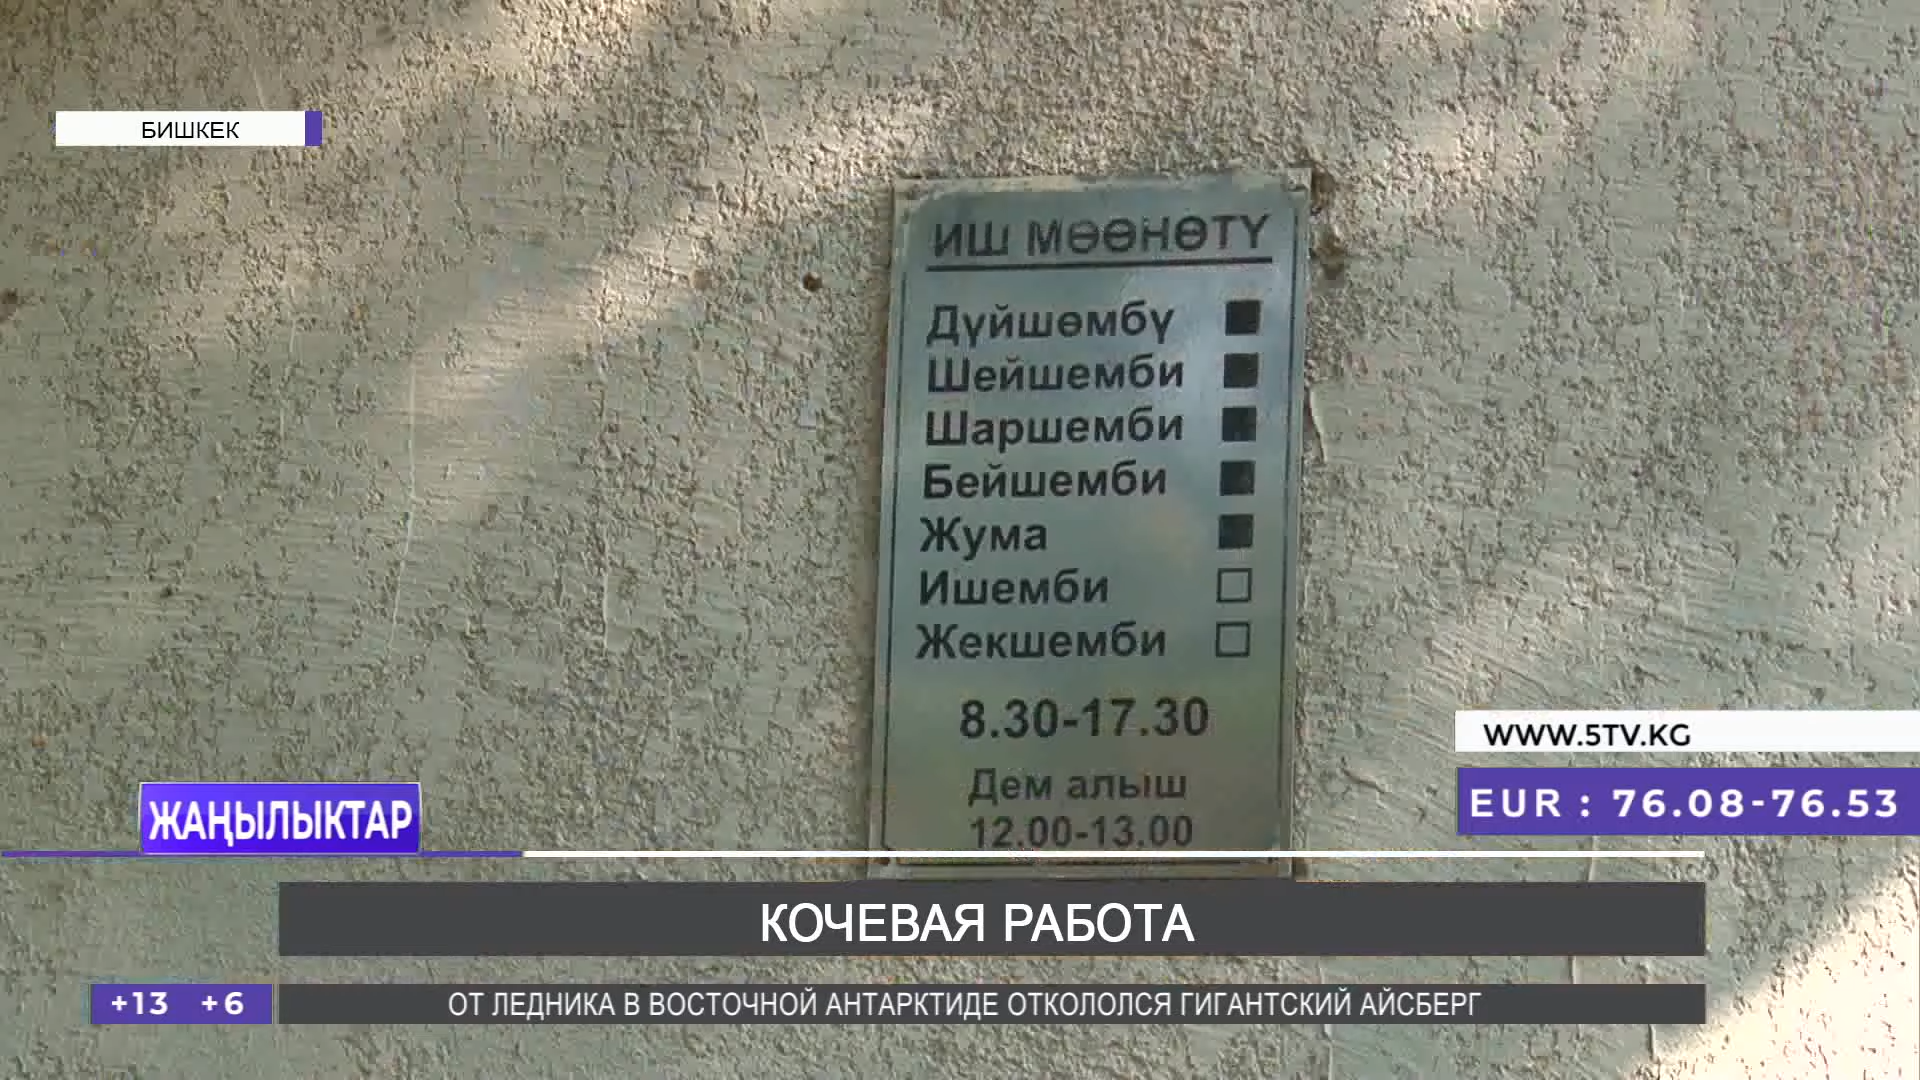 БИШКЕК
ИШ МӨӨНӨТҮ
Дүйшөмбү
Шейшемби
Шаршемби
Бейшемби
Жума
Ишемби
Жекшемби
8.30-17.30
Дем алыш
12.00-13.00
WWW.5TV.KG
EUR : 76.08-76.53
ЖАҢЫЛЫКТАР
КОЧЕВАЯ РАБОТА
+13 +6
ОТ ЛЕДНИКА В ВОСТОЧНОЙ АНТАРКТИДЕ ОТКОЛОЛСЯ ГИГАНТСКИЙ АЙСБЕРГ